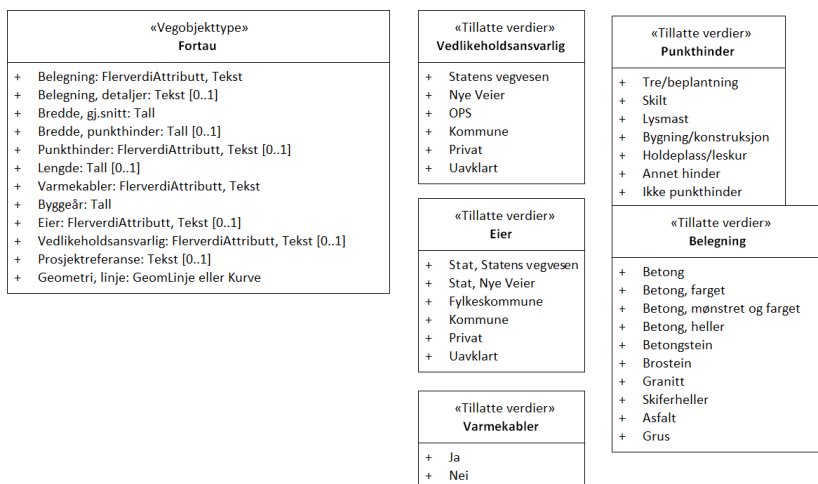 «Vegobjekttype»
Fortau
+ Belegning: FlerverdiAttributt, Tekst
+ Belegning, detaljer: Tekst [0..1]
+ Bredde, gj.snitt: Tall
+ Bredde, punkthinder: Tall [0..1]
+ Punkthinder: FlerverdiAttributt, Tekst [0..1]
+ Lengde: Tall [0..1]
+ Varmekabler: FlerverdiAttributt, Tekst
+ Byggeår: Tall
+ Eier: FlerverdiAttributt, Tekst [0..1]
+ Vedlikeholdsansvarlig: FlerverdiAttributt, Tekst [0..1]
+ Prosjektreferanse: Tekst [0..1]
+ Geometri, linje: GeomLinje eller Kurve
«Tillatte verdier»
Vedlikeholdsansvarlig
+ Statens vegvesen
+ Nye Veier
+ OPS
+ Kommune
+ Privat
+ Uavklart
«Tillatte verdier»
Eier
+ Stat, Statens vegvesen
+ Stat, Nye Veier
+ Fylkeskommune
+ Kommune
+ Privat
+ Uavklart
«Tillatte verdier»
Varmekabler
+ Ja
+ Nei
«Tillatte verdier»
Punkthinder
+ Tre/beplantning
+ Skilt
+ Lysmast
+ Bygning/konstruksjon
+ Holdeplass/leskur
+ Annet hinder
+ Ikke punkthinder
«Tillatte verdier»
Belegning
+ Betong
+ Betong, farget
+ Betong, mønstret og farget
+ Betong, heller
+ Betongstein
+ Brostein
+ Granitt
+ Skiferheller
+ Asfalt
+ Grus